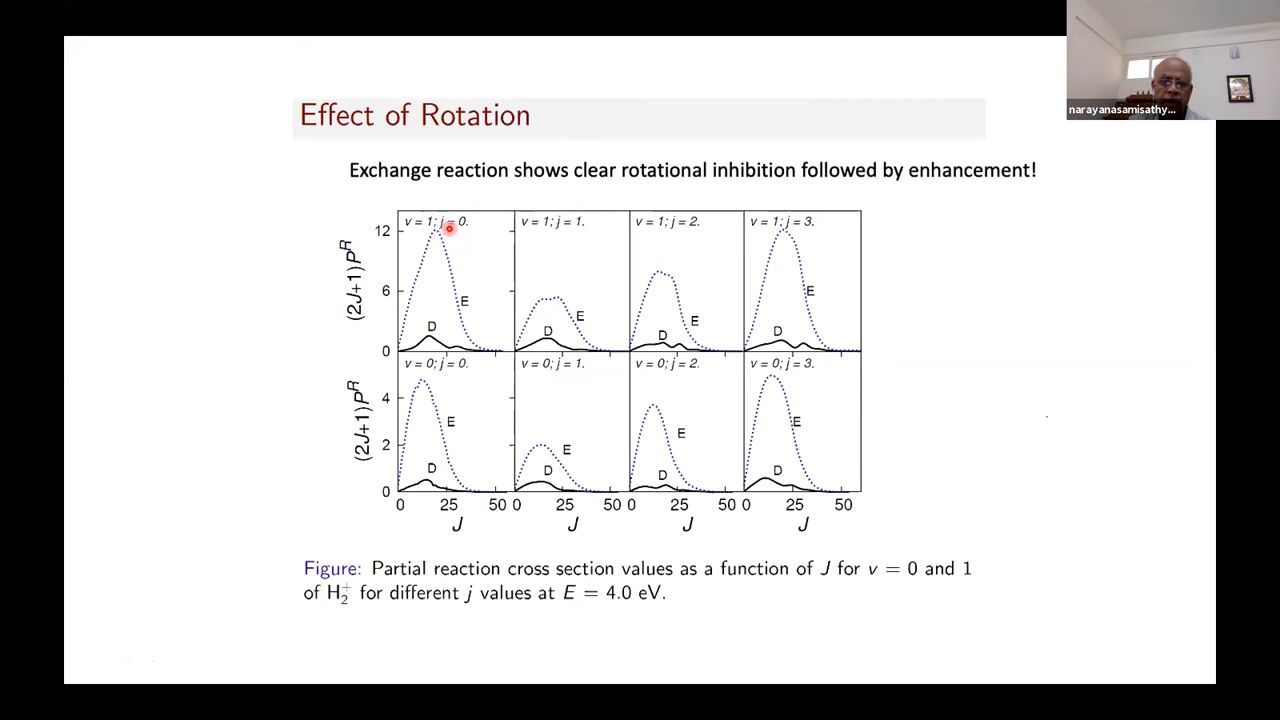 narayanasamisathy...
Effect of Rotation
Exchange reaction shows clear rotational inhibition followed by enhancement!
v = 1; j = 0. v = 1; j = 1. v = 1; j = 2. v = 1; j = 3.
12
6
0
(2J+1)P^R
E E E E
D D D D
v = 0; j = 0. v = 0; j = 1. v = 0; j = 2. v = 0; j = 3.
4
2
0
(2J+1)P^R
E E E E
D D D D
0 25 50 0 25 50 0 25 50 0 25 50
J J J J
Figure: Partial reaction cross section values as a function of J for v = 0 and 1
of H₂⁺ for different j values at E = 4.0 eV.